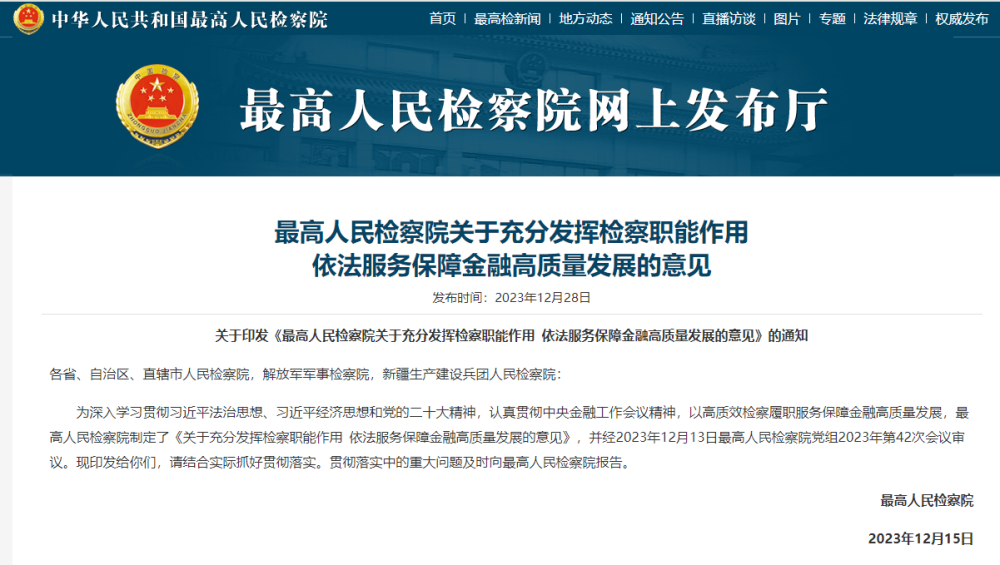 中华人民共和国最高人民检察院
首页 | 最高检新闻 | 地方动态 | 通知公告 | 直播访谈 | 图片 | 专题 | 法律规章 | 权威发布
最高人民检察院网上发布厅
最高人民检察院关于充分发挥检察职能作用
依法服务保障金融高质量发展的意见
发布时间：2023年12月28日
关于印发《最高人民检察院关于充分发挥检察职能作用 依法服务保障金融高质量发展的意见》的通知
各省、自治区、直辖市人民检察院，解放军军事检察院，新疆生产建设兵团人民检察院：
为深入学习贯彻习近平法治思想、习近平经济思想和党的二十大精神，认真贯彻中央金融工作会议精神，以高质效检察履职服务保障金融高质量发展，最
高人民检察院制定了《关于充分发挥检察职能作用 依法服务保障金融高质量发展的意见》，并经2023年12月13日最高人民检察院党组2023年第42次会议审
议。现印发给你们，请结合实际抓好贯彻落实。贯彻落实中的重大问题及时向最高人民检察院报告。
最高人民检察院
2023年12月15日